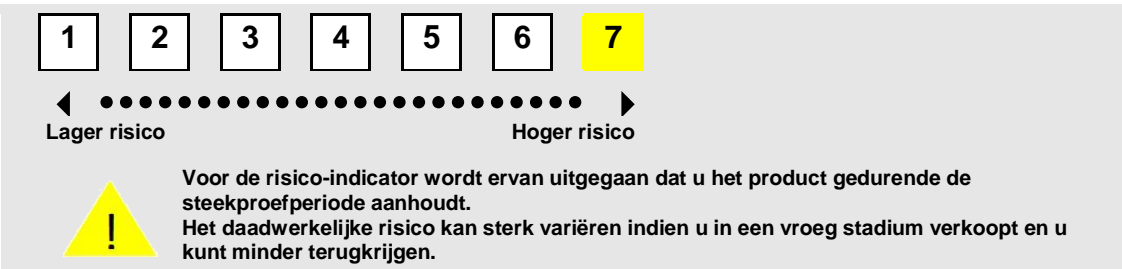 1 2 3 4 5 6 7
Lager risico Hoger risico
Voor de risico-indicator wordt ervan uitgegaan dat u het product gedurende de
steekproefperiode aanhoudt.
!
Het daadwerkelijke risico kan sterk variëren indien u in een vroeg stadium verkoopt en u
kunt minder terugkrijgen.